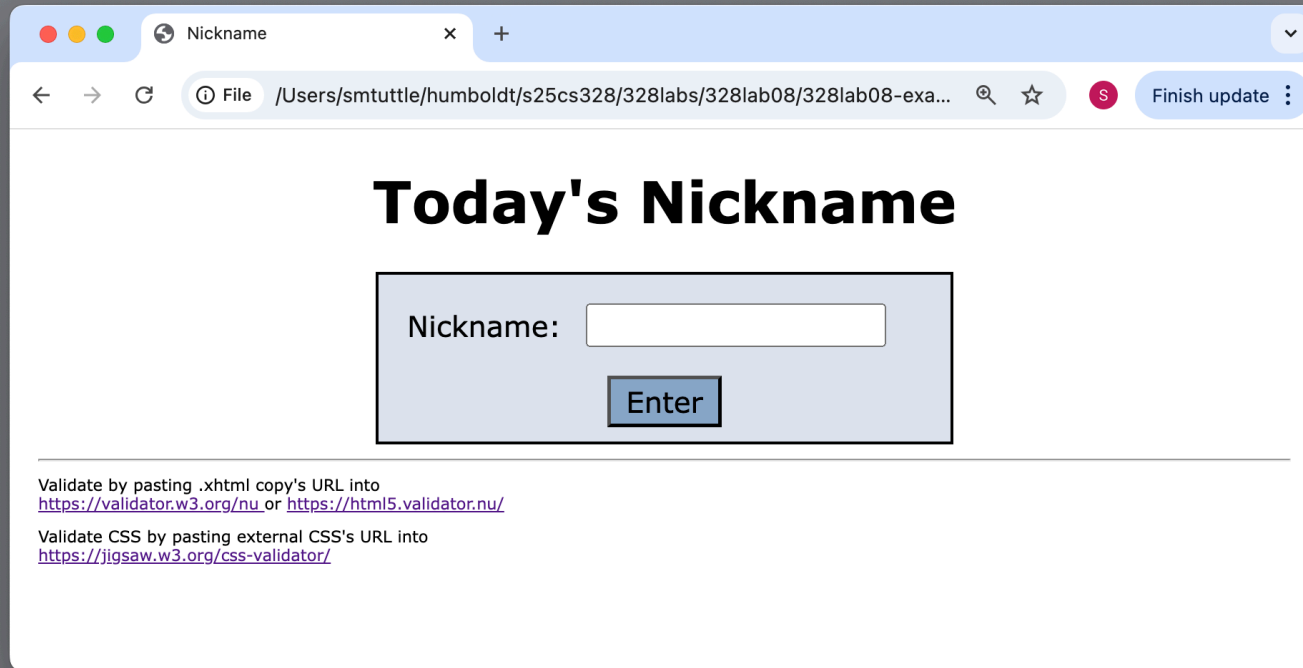 Nickname
File /Users/smtuttle/humboldt/s25cs328/328labs/328lab08/328lab08-exa...
S
Finish update
Today's Nickname
Nickname:
Enter
Validate by pasting .xhtml copy's URL into
https://validator.w3.org/nu or https://html5.validator.nu/
Validate CSS by pasting external CSS's URL into
https://jigsaw.w3.org/css-validator/